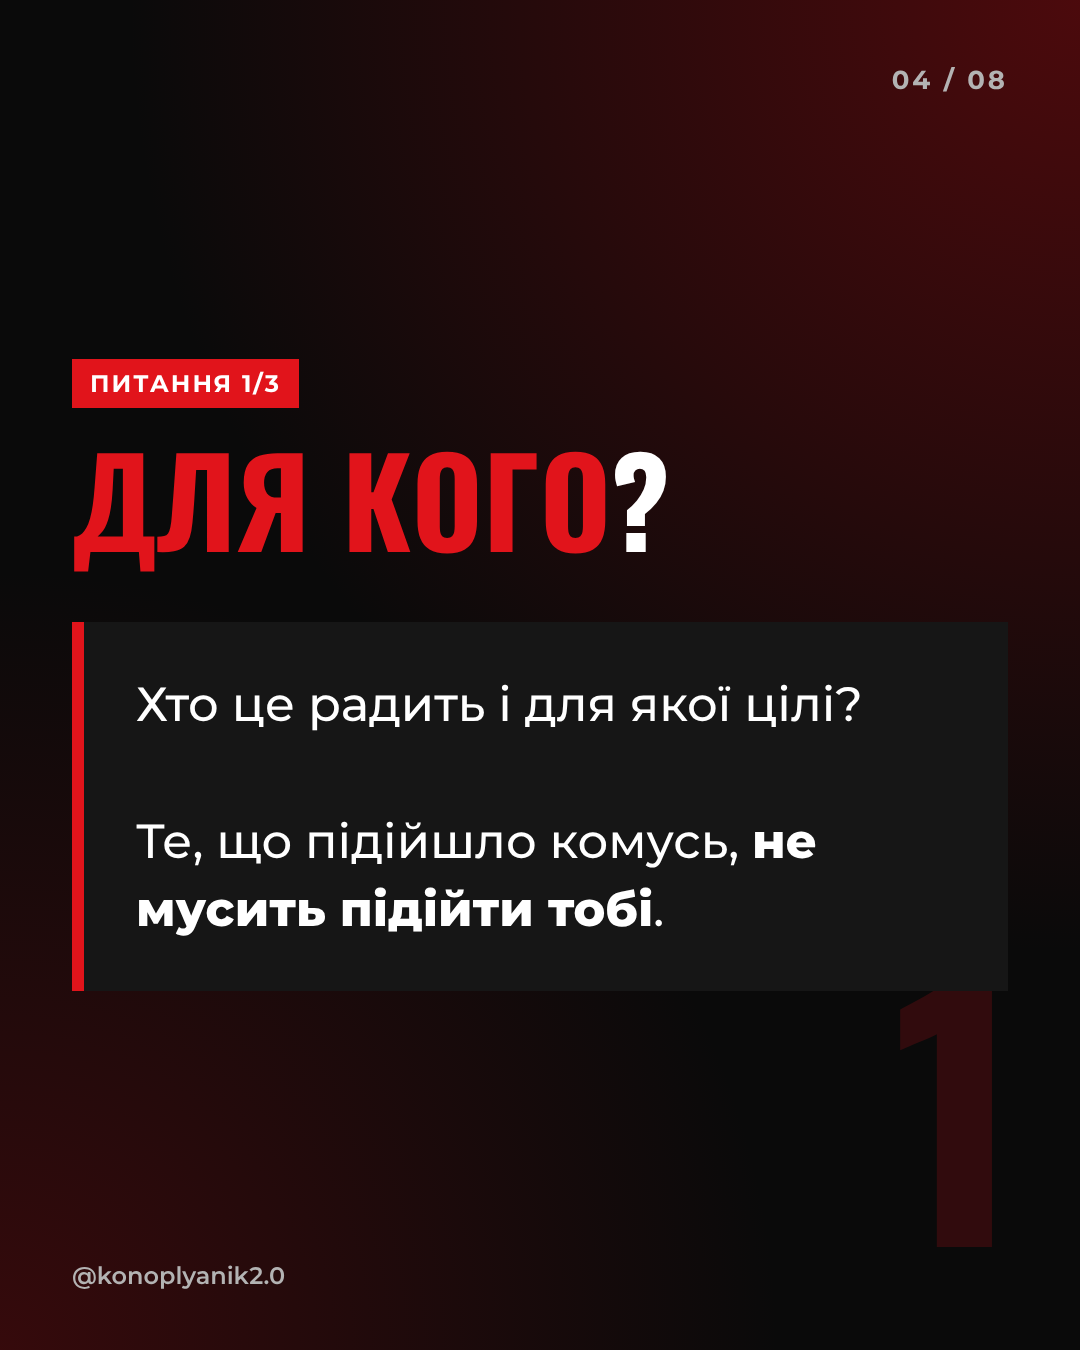 04 / 08
ПИТАННЯ 1/3
ДЛЯ КОГО?
Хто це радить і для якої цілі?
Те, що підійшло комусь, не
мусить підійти тобі.
1
@konoplyanik2.0